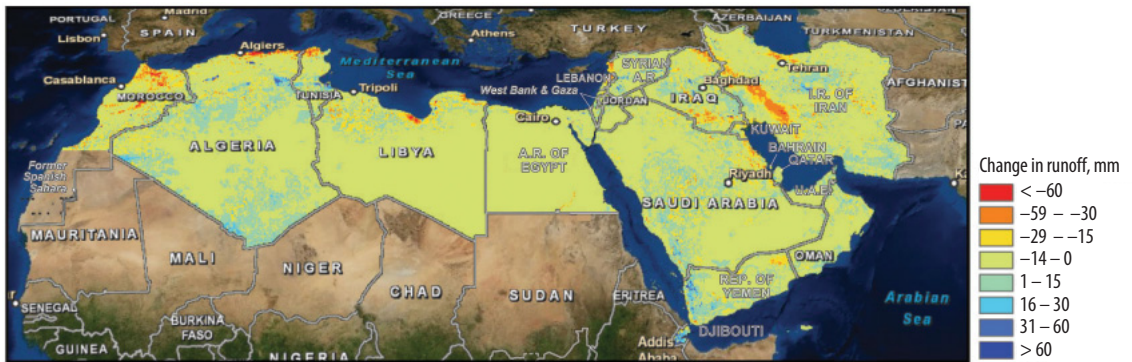 PORTUGAL
Madrid
Lisbon
SPAIN
Algiers
GREECE
Athens
TURKEY
AZERBAIJAN
TURKMENISTAN
Mediterranean
Sea
Casablanca
MOROCCO
TUNISIA
Tripoli
LEBANON
SYRIAN
A.R.
West Bank & Gaza
JORDAN
Baghdad
IRAQ
Tehran
I.R. OF
IRAN
AFGHANIST
Cairo
KUWAIT
BAHRAIN
QATAR
ALGERIA
LIBYA
A.R. OF
EGYPT
Riyadh
U.A.E.
SAUDI ARABIA
Former
Spanish
Sahara
MAURITANIA
MALI
NIGER
CHAD
SUDAN
ERITREA
REP. OF
YEMEN
OMAN
Arabian
Sea
SENEGAL
BURKINA
FASO
GUINEA
NIGERIA
Addis
Ababa
DJIBOUTI
Change in runoff, mm
< –60
–59 – –30
–29 – –15
–14 – 0
1 – 15
16 – 30
31 – 60
> 60